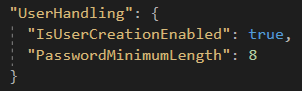 "UserHandling": {
"IsUserCreationEnabled": true,
"PasswordMinimumLength": 8
}